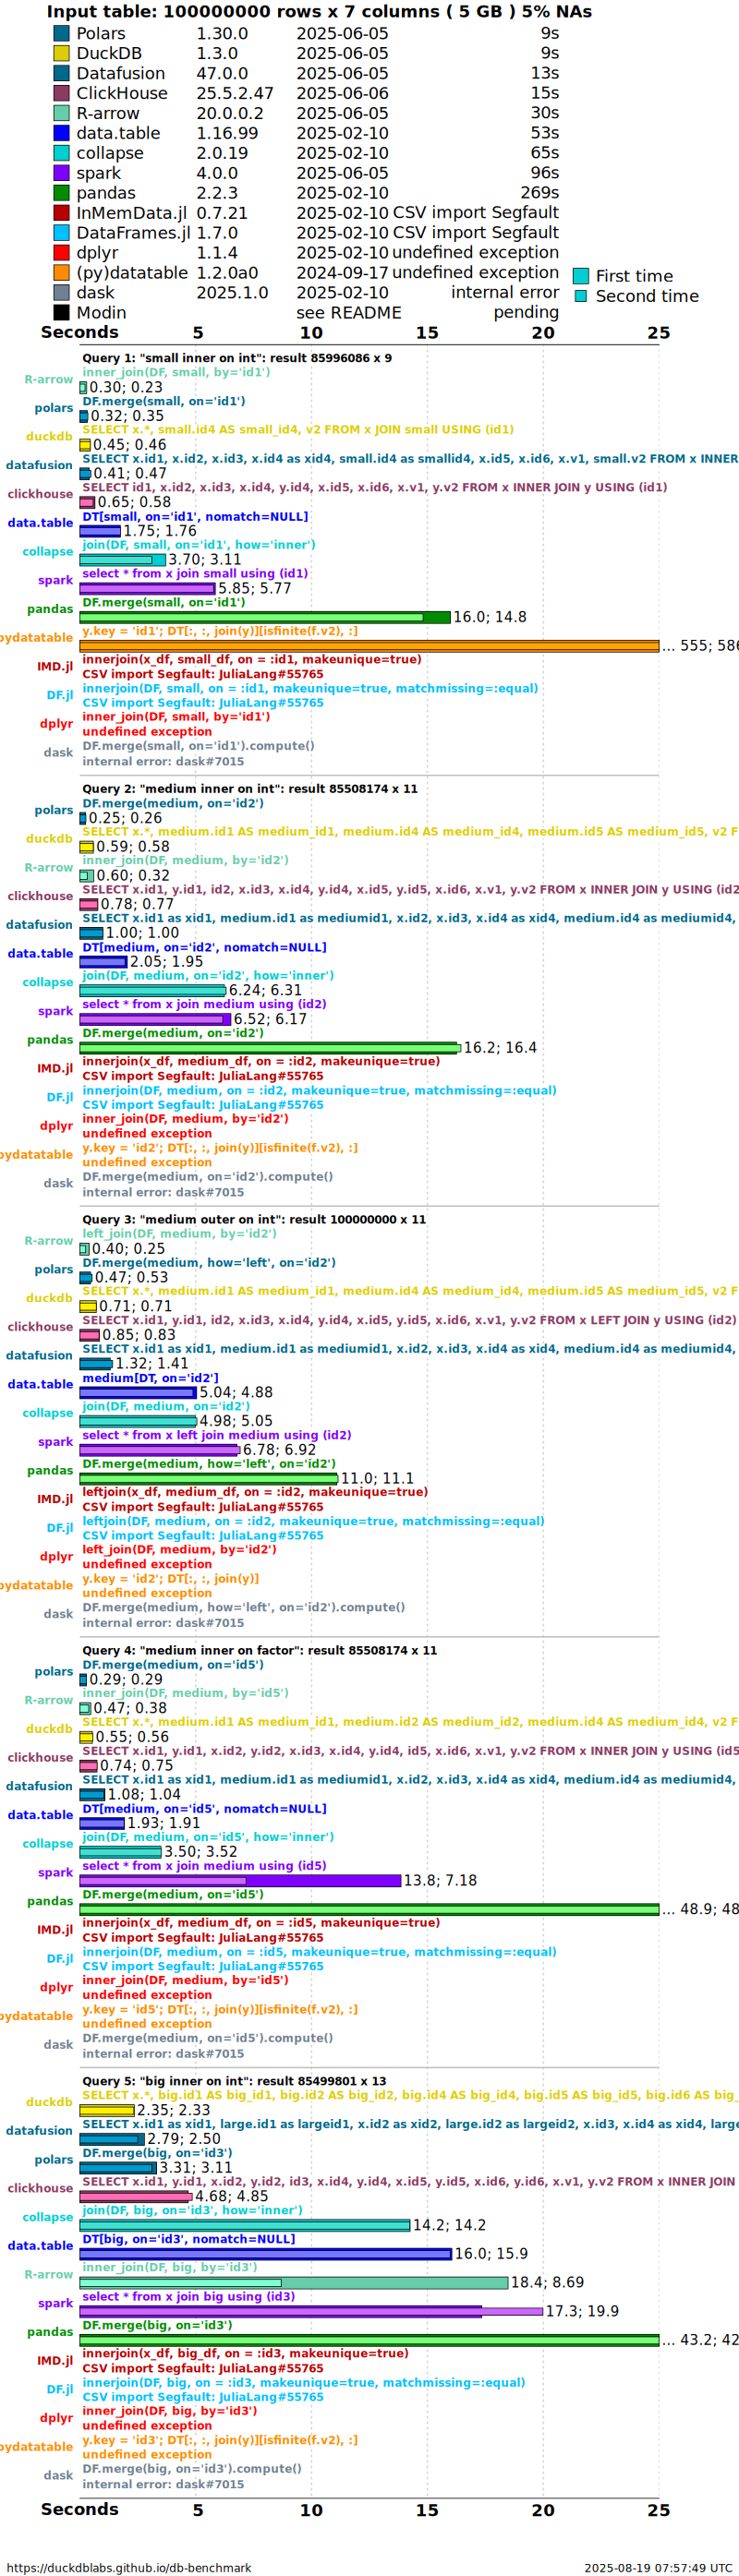 Input table: 100000000 rows x 7 columns ( 5 GB ) 5% NAs
Polars 1.30.0 2025-06-05 9s
DuckDB 1.3.0 2025-06-05 9s
Datafusion 47.0.0 2025-06-05 13s
ClickHouse 25.5.2.47 2025-06-06 15s
R-arrow 20.0.0.2 2025-06-05 30s
data.table 1.16.99 2025-02-10 53s
collapse 2.0.19 2025-02-10 65s
spark 4.0.0 2025-06-05 96s
pandas 2.2.3 2025-02-10 269s
InMemData.jl 0.7.21 2025-02-10 CSV import Segfault
DataFrames.jl 1.7.0 2025-02-10 CSV import Segfault
dplyr 1.1.4 2025-02-10 undefined exception
(py)datatable 1.2.0a0 2024-09-17 undefined exception
dask 2025.1.0 2025-02-10 internal error
Modin see README pending
First time
Second time
Seconds 5 10 15 20 25
Query 1: "small inner on int": result 85996086 x 9
inner_join(DF, small, by='id1')
R-arrow 0.30; 0.23
DF.merge(small, on='id1')
polars 0.32; 0.35
SELECT x.*, small.id4 AS small_id4, v2 FROM x JOIN small USING (id1)
duckdb 0.45; 0.46
SELECT x.id1, x.id2, x.id3, x.id4 as xid4, small.id4 as smallid4, x.id5, x.id6, x.v1, small.v2 FROM x INNER
datafusion 0.41; 0.47
SELECT id1, x.id2, x.id3, x.id4, y.id4, x.id5, x.id6, x.v1, y.v2 FROM x INNER JOIN y USING (id1)
clickhouse 0.65; 0.58
DT[small, on='id1', nomatch=NULL]
data.table 1.75; 1.76
join(DF, small, on='id1', how='inner')
collapse 3.70; 3.11
select * from x join small using (id1)
spark 5.85; 5.77
DF.merge(small, on='id1')
pandas 16.0; 14.8
y.key = 'id1'; DT[:, :, join(y)][isfinite(f.v2), :]
pydatatable ... 555; 586
innerjoin(x_df, small_df, on = :id1, makeunique=true)
IMD.jl CSV import Segfault: JuliaLang#55765
innerjoin(DF, small, on = :id1, makeunique=true, matchmissing=:equal)
DF.jl CSV import Segfault: JuliaLang#55765
inner_join(DF, small, by='id1')
dplyr undefined exception
DF.merge(small, on='id1').compute()
dask internal error: dask#7015
Query 2: "medium inner on int": result 85508174 x 11
DF.merge(medium, on='id2')
polars 0.25; 0.26
SELECT x.*, medium.id1 AS medium_id1, medium.id4 AS medium_id4, medium.id5 AS medium_id5, v2 F
duckdb 0.59; 0.58
inner_join(DF, medium, by='id2')
R-arrow 0.60; 0.32
SELECT x.id1, y.id1, id2, x.id3, x.id4, y.id4, x.id5, y.id5, x.id6, x.v1, y.v2 FROM x INNER JOIN y USING (id2
clickhouse 0.78; 0.77
SELECT x.id1 as xid1, medium.id1 as mediumid1, x.id2, x.id3, x.id4 as xid4, medium.id4 as mediumid4,
datafusion 1.00; 1.00
DT[medium, on='id2', nomatch=NULL]
data.table 2.05; 1.95
join(DF, medium, on='id2', how='inner')
collapse 6.24; 6.31
select * from x join medium using (id2)
spark 6.52; 6.17
DF.merge(medium, on='id2')
pandas 16.2; 16.4
innerjoin(x_df, medium_df, on = :id2, makeunique=true)
IMD.jl CSV import Segfault: JuliaLang#55765
innerjoin(DF, medium, on = :id2, makeunique=true, matchmissing=:equal)
DF.jl CSV import Segfault: JuliaLang#55765
inner_join(DF, medium, by='id2')
dplyr undefined exception
y.key = 'id2'; DT[:, :, join(y)][isfinite(f.v2), :]
pydatatable undefined exception
DF.merge(medium, on='id2').compute()
dask internal error: dask#7015
Query 3: "medium outer on int": result 100000000 x 11
left_join(DF, medium, by='id2')
R-arrow 0.40; 0.25
DF.merge(medium, how='left', on='id2')
polars 0.47; 0.53
SELECT x.*, medium.id1 AS medium_id1, medium.id4 AS medium_id4, medium.id5 AS medium_id5, v2 F
duckdb 0.71; 0.71
SELECT x.id1, y.id1, id2, x.id3, x.id4, y.id4, x.id5, y.id5, x.id6, x.v1, y.v2 FROM x LEFT JOIN y USING (id2)
clickhouse 0.85; 0.83
SELECT x.id1 as xid1, medium.id1 as mediumid1, x.id2, x.id3, x.id4 as xid4, medium.id4 as mediumid4,
datafusion 1.32; 1.41
medium[DT, on='id2']
data.table 5.04; 4.88
join(DF, medium, on='id2')
collapse 4.98; 5.05
select * from x left join medium using (id2)
spark 6.78; 6.92
DF.merge(medium, how='left', on='id2')
pandas 11.0; 11.1
leftjoin(x_df, medium_df, on = :id2, makeunique=true)
IMD.jl CSV import Segfault: JuliaLang#55765
leftjoin(DF, medium, on = :id2, makeunique=true, matchmissing=:equal)
DF.jl CSV import Segfault: JuliaLang#55765
left_join(DF, medium, by='id2')
dplyr undefined exception
y.key = 'id2'; DT[:, :, join(y)]
pydatatable undefined exception
DF.merge(medium, how='left', on='id2').compute()
dask internal error: dask#7015
Query 4: "medium inner on factor": result 85508174 x 11
DF.merge(medium, on='id5')
polars 0.29; 0.29
inner_join(DF, medium, by='id5')
R-arrow 0.47; 0.38
SELECT x.*, medium.id1 AS medium_id1, medium.id2 AS medium_id2, medium.id4 AS medium_id4, v2 F
duckdb 0.55; 0.56
SELECT x.id1, y.id1, x.id2, y.id2, x.id3, x.id4, y.id4, id5, x.id6, x.v1, y.v2 FROM x INNER JOIN y USING (id5
clickhouse 0.74; 0.75
SELECT x.id1 as xid1, medium.id1 as mediumid1, x.id2, x.id3, x.id4 as xid4, medium.id4 as mediumid4,
datafusion 1.08; 1.04
DT[medium, on='id5', nomatch=NULL]
data.table 1.93; 1.91
join(DF, medium, on='id5', how='inner')
collapse 3.50; 3.52
select * from x join medium using (id5)
spark 13.8; 7.18
DF.merge(medium, on='id5')
pandas ... 48.9; 48
innerjoin(x_df, medium_df, on = :id5, makeunique=true)
IMD.jl CSV import Segfault: JuliaLang#55765
innerjoin(DF, medium, on = :id5, makeunique=true, matchmissing=:equal)
DF.jl CSV import Segfault: JuliaLang#55765
inner_join(DF, medium, by='id5')
dplyr undefined exception
y.key = 'id5'; DT[:, :, join(y)][isfinite(f.v2), :]
pydatatable undefined exception
DF.merge(medium, on='id5').compute()
dask internal error: dask#7015
Query 5: "big inner on int": result 85499801 x 13
SELECT x.*, big.id1 AS big_id1, big.id2 AS big_id2, big.id4 AS big_id4, big.id5 AS big_id5, big.id6 AS big_
duckdb 2.35; 2.33
SELECT x.id1 as xid1, large.id1 as largeid1, x.id2 as xid2, large.id2 as largeid2, x.id3, x.id4 as xid4, large
datafusion 2.79; 2.50
DF.merge(big, on='id3')
polars 3.31; 3.11
SELECT x.id1, y.id1, x.id2, y.id2, id3, x.id4, y.id4, x.id5, y.id5, x.id6, y.id6, x.v1, y.v2 FROM x INNER JOIN
clickhouse 4.68; 4.85
join(DF, big, on='id3', how='inner')
collapse 14.2; 14.2
DT[big, on='id3', nomatch=NULL]
data.table 16.0; 15.9
inner_join(DF, big, by='id3')
R-arrow 18.4; 8.69
select * from x join big using (id3)
spark 17.3; 19.9
DF.merge(big, on='id3')
pandas ... 43.2; 42
innerjoin(x_df, big_df, on = :id3, makeunique=true)
IMD.jl CSV import Segfault: JuliaLang#55765
innerjoin(DF, big, on = :id3, makeunique=true, matchmissing=:equal)
DF.jl CSV import Segfault: JuliaLang#55765
inner_join(DF, big, by='id3')
dplyr undefined exception
y.key = 'id3'; DT[:, :, join(y)][isfinite(f.v2), :]
pydatatable undefined exception
DF.merge(big, on='id3').compute()
dask internal error: dask#7015
Seconds 5 10 15 20 25
https://duckdblabs.github.io/db-benchmark 2025-08-19 07:57:49 UTC